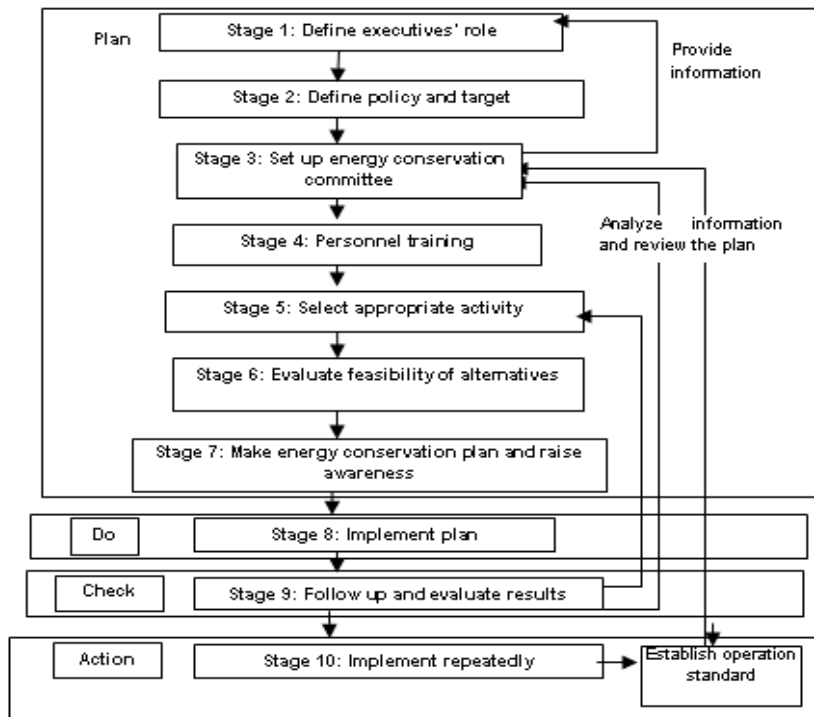 Plan
Stage 1: Define executives' role
Provide
information
Stage 2: Define policy and target
Stage 3: Set up energy conservation
committee
Analyze information
and review the plan
Stage 4: Personnel training
Stage 5: Select appropriate activity
Stage 6: Evaluate feasibility of alternatives
Stage 7: Make energy conservation plan and raise
awareness
Do
Stage 8: Implement plan
Check
Stage 9: Follow up and evaluate results
Action
Stage 10: Implement repeatedly
Establish operation
standard